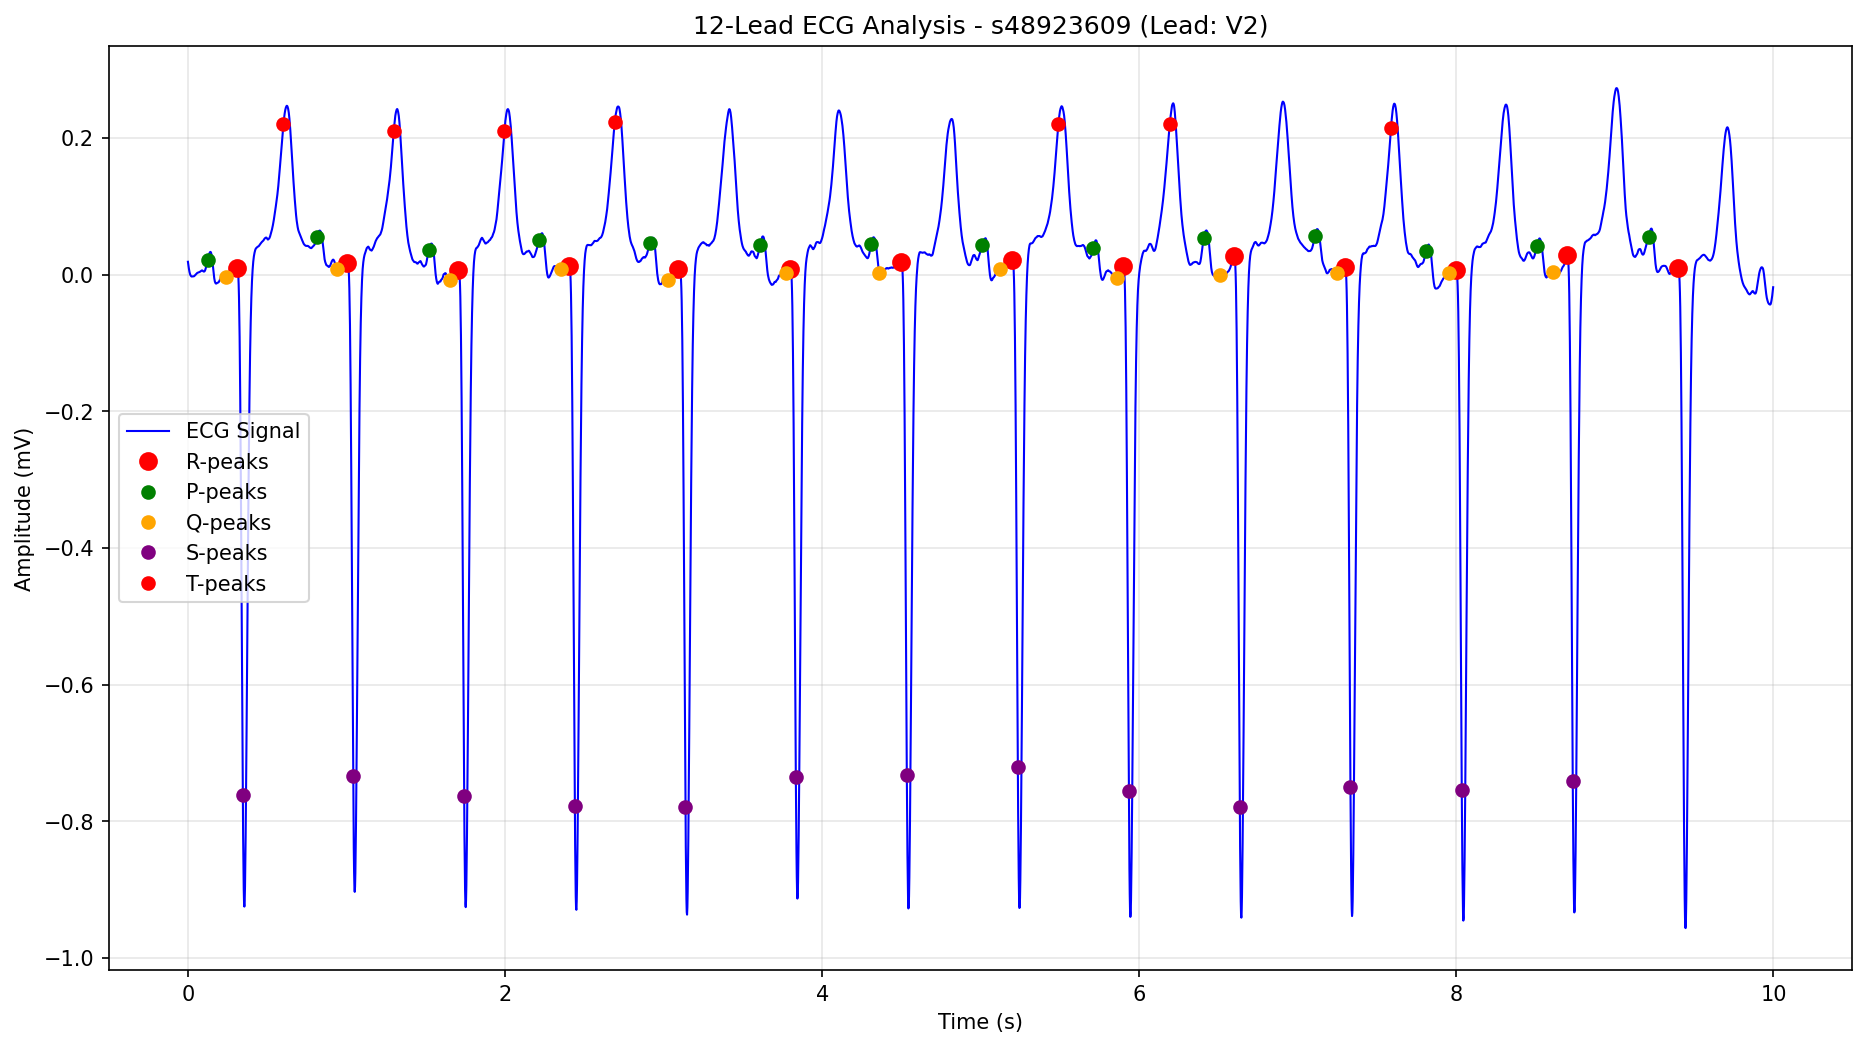 12-Lead ECG Analysis - s48923609 (Lead: V2)
Amplitude (mV)
0.2
0.0
−0.2
−0.4
−0.6
−0.8
−1.0
ECG Signal
R-peaks
P-peaks
Q-peaks
S-peaks
T-peaks
0
2
4
6
8
10
Time (s)